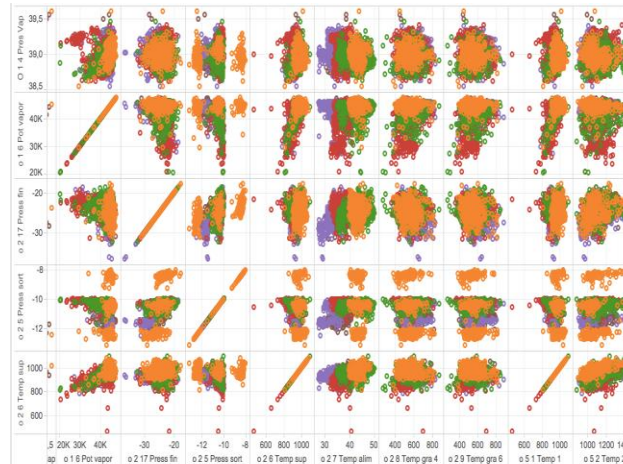 39,5
39,0
38,5
O 1 4 Pres Vap
40K
30K
20K
o 1 6 Pot vapor
-20
-30
o 2 17 Press fin
-8
-10
-12
o 2 5 Press sort
1000
800
600
o 2 6 Temp sup
,5 20K 30K 40K -30 -20 -12 -10 -8 600 800 1000 30 40 50 400 600 800 400 600 800 600 800 1000 600 800 1000
ap o 1 6 Pot vapor o 2 17 Press fin o 2 5 Press sort o 2 6 Temp sup o 2 7 Temp alim o 2 8 Temp gra 4 o 2 9 Temp gra 6 o 5 1 Temp 1 o 5 2 Temp 2